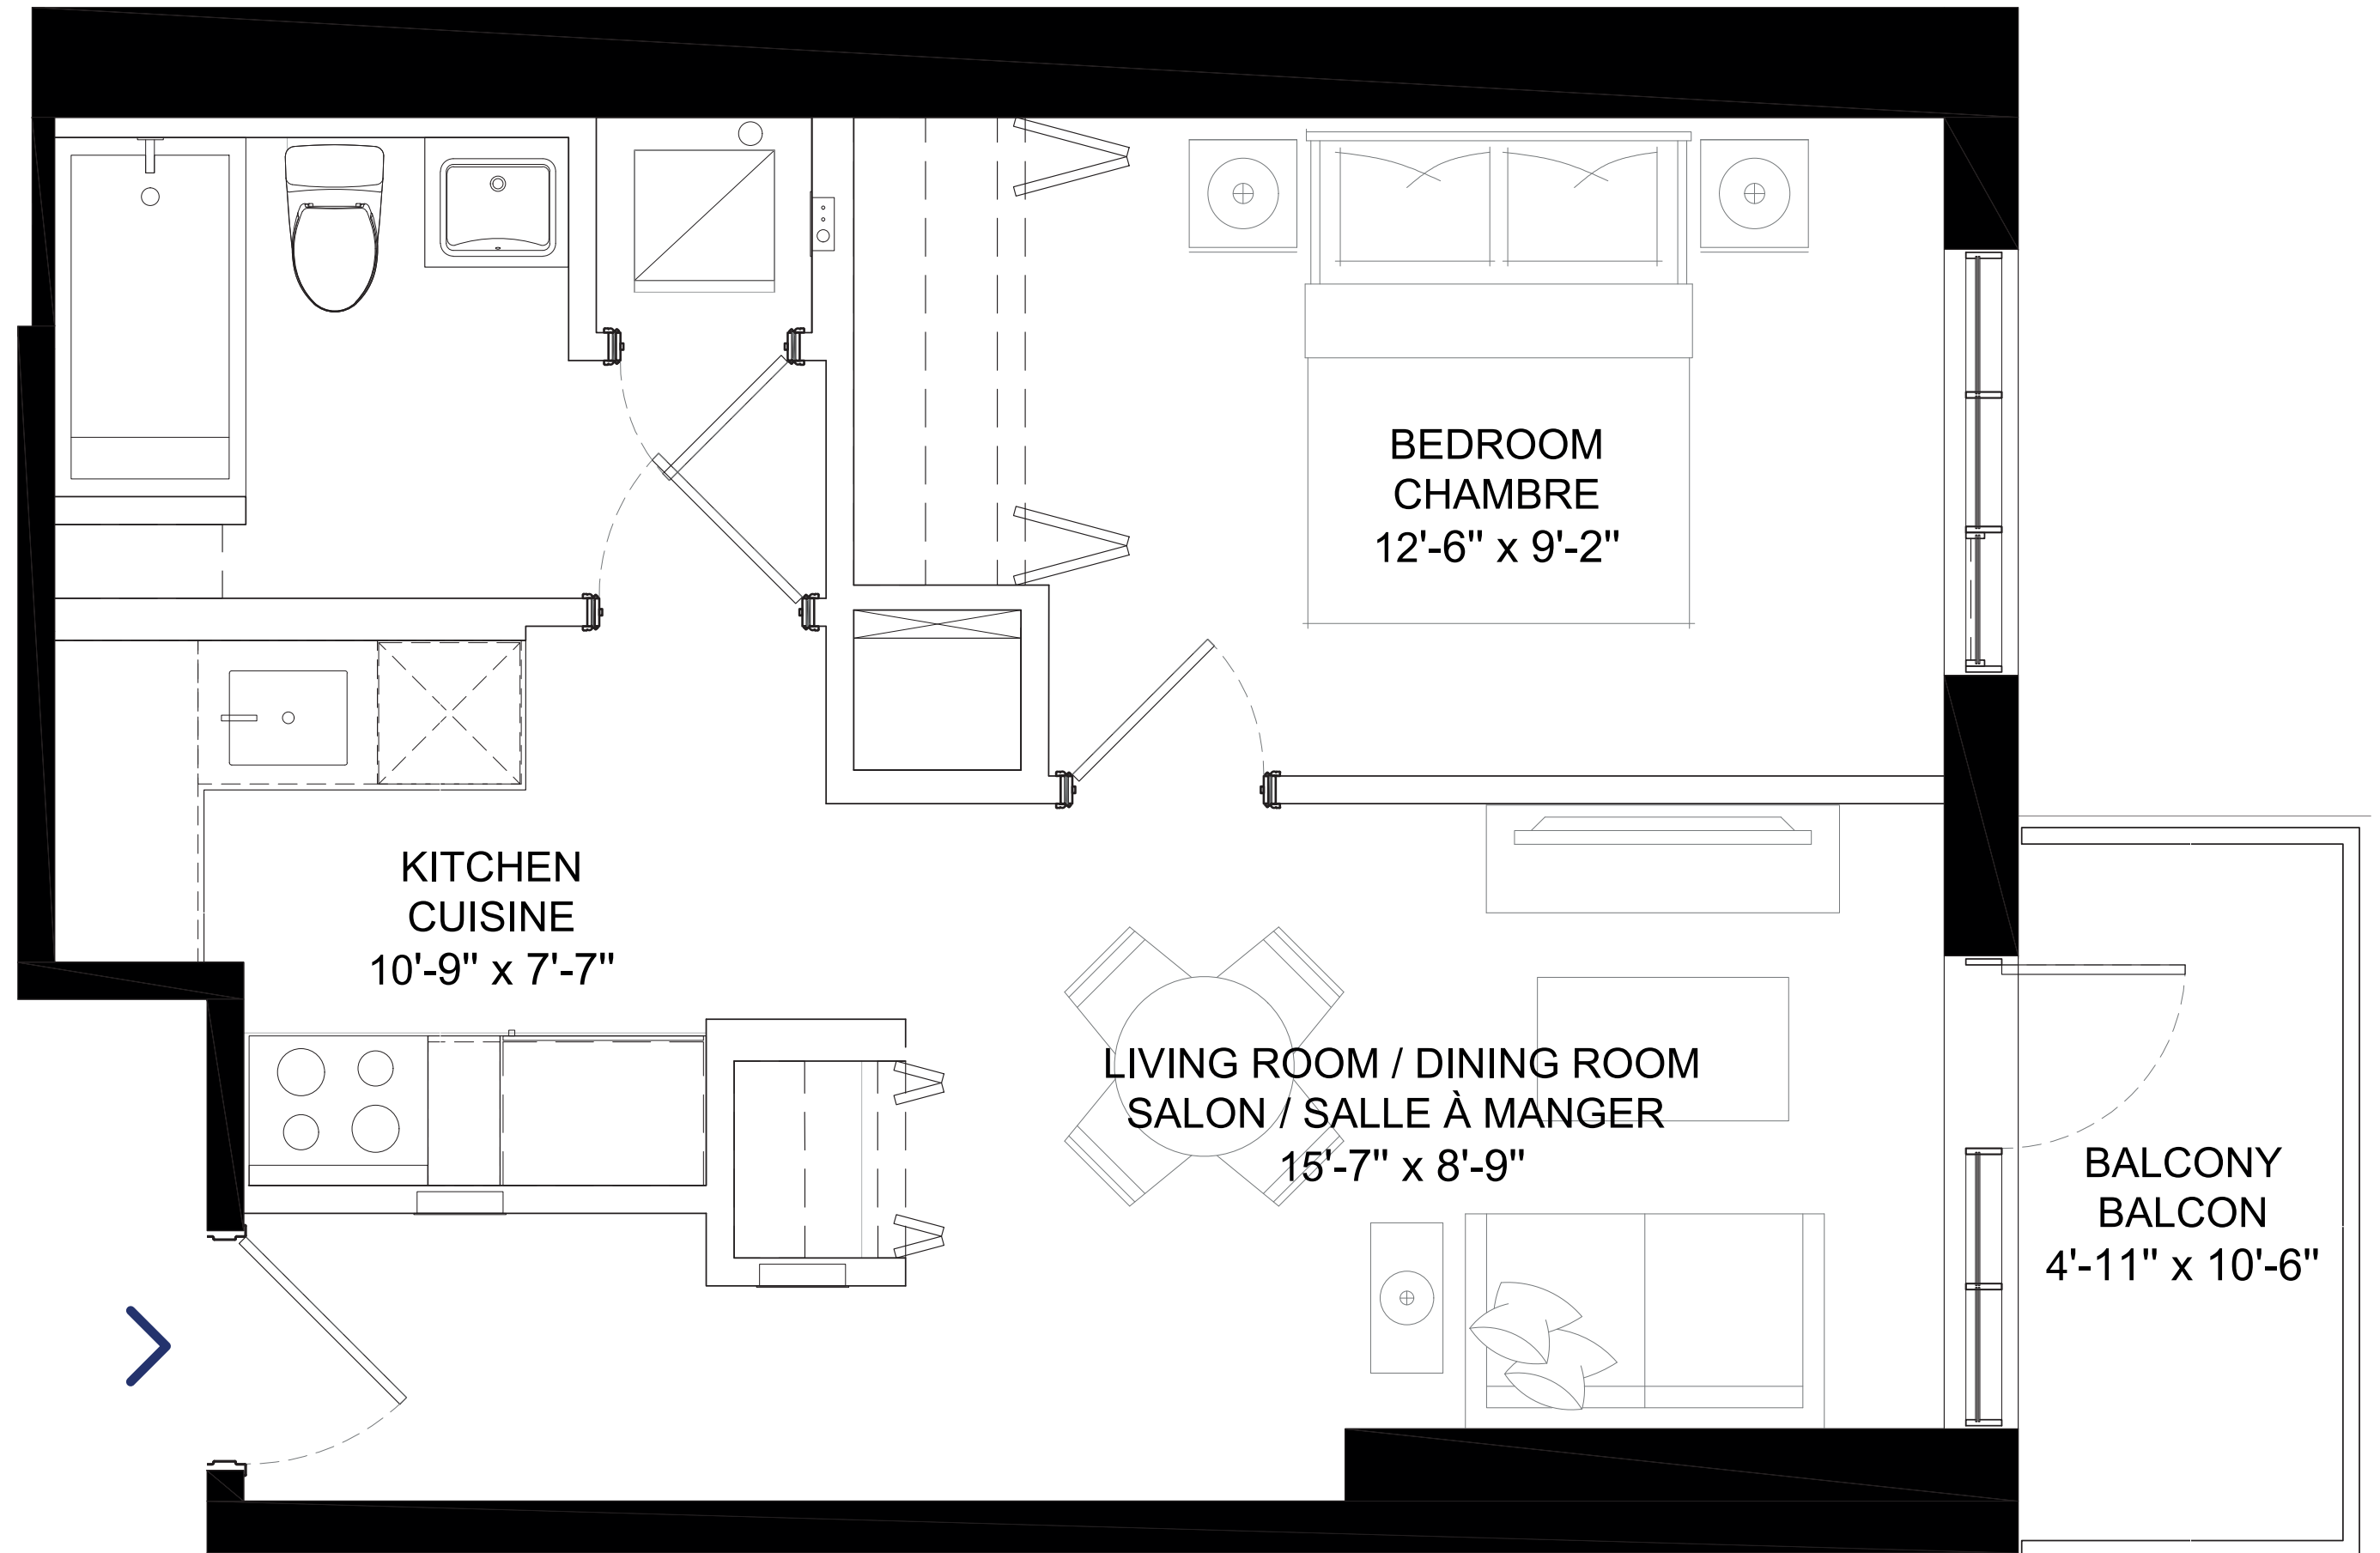 BEDROOM
CHAMBRE
12'-6" x 9'-2"
KITCHEN
CUISINE
10'-9" x 7'-7"
LIVING ROOM / DINING ROOM
SALON / SALLE À MANGER
15'-7" x 8'-9"
BALCONY
BALCON
4'-11" x 10'-6"